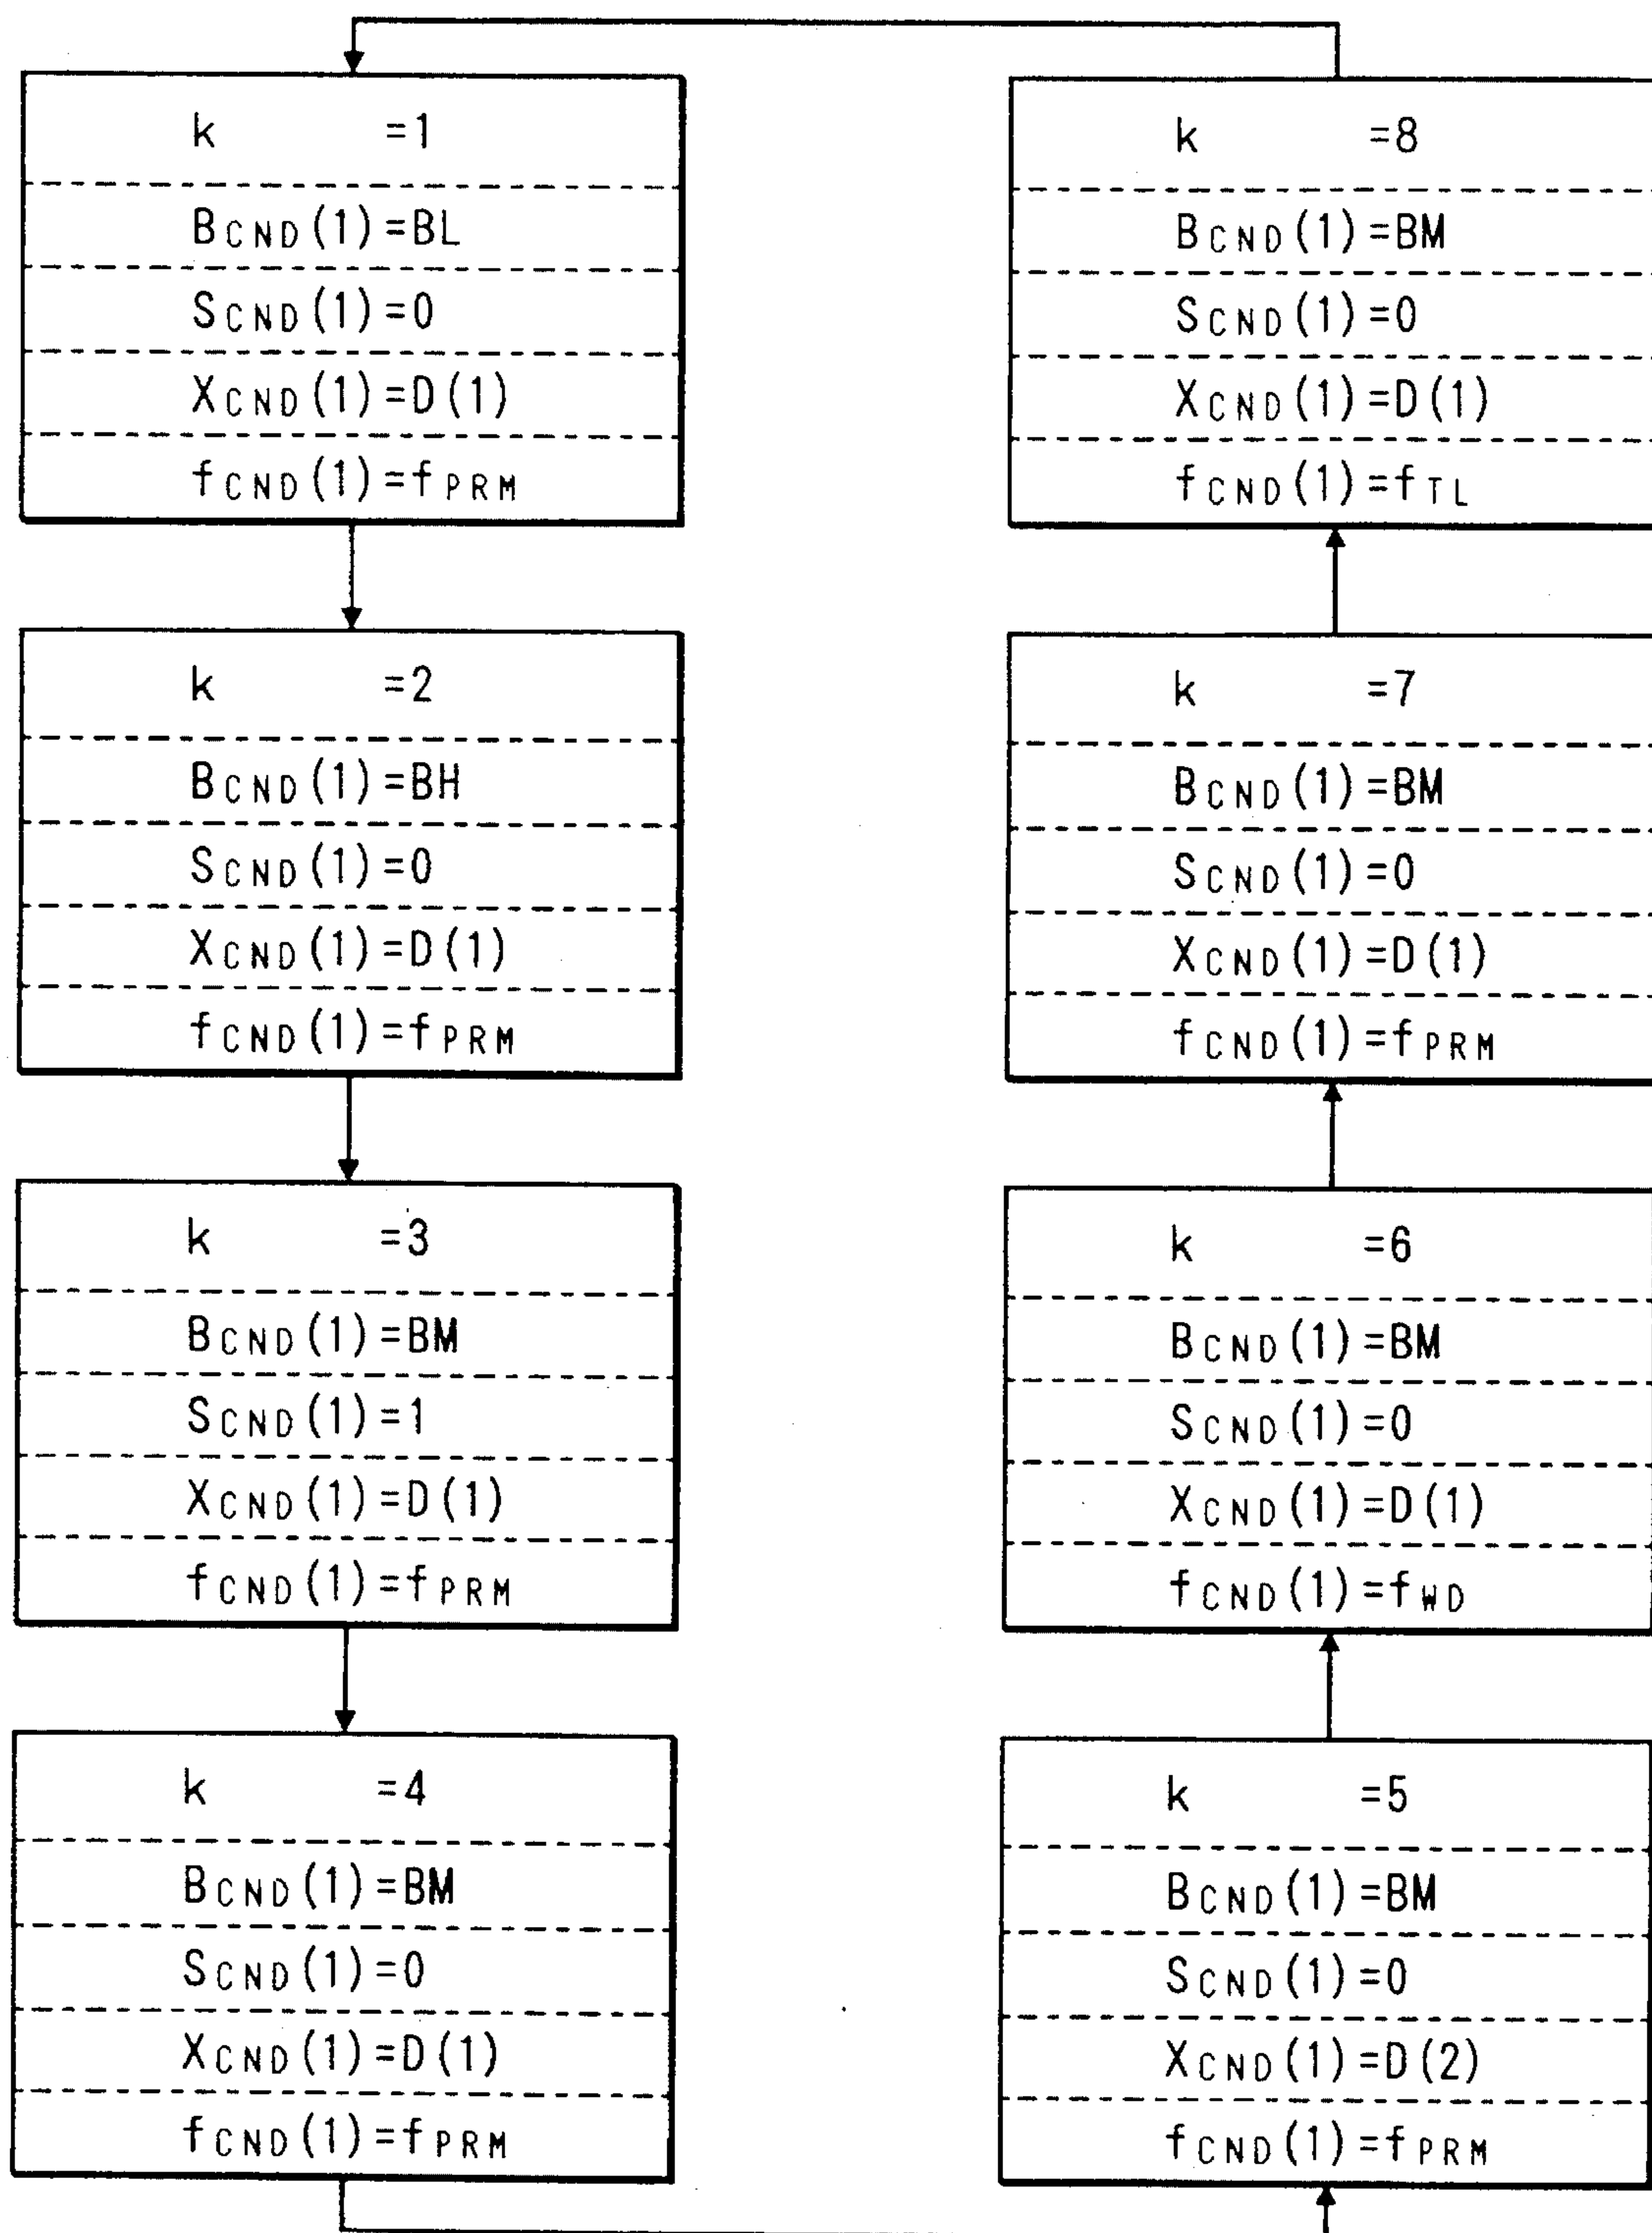 k =1
BCND(1)=BL
SCND(1)=0
XCND(1)=D(1)
fCND(1)=fPRM
k =2
BCND(1)=BH
SCND(1)=0
XCND(1)=D(1)
fCND(1)=fPRM
k =3
BCND(1)=BM
SCND(1)=1
XCND(1)=D(1)
fCND(1)=fPRM
k =4
BCND(1)=BM
SCND(1)=0
XCND(1)=D(1)
fCND(1)=fPRM
k =8
BCND(1)=BM
SCND(1)=0
XCND(1)=D(1)
fCND(1)=fTL
k =7
BCND(1)=BM
SCND(1)=0
XCND(1)=D(1)
fCND(1)=fPRM
k =6
BCND(1)=BM
SCND(1)=0
XCND(1)=D(1)
fCND(1)=fWD
k =5
BCND(1)=BM
SCND(1)=0
XCND(1)=D(2)
fCND(1)=fPRM